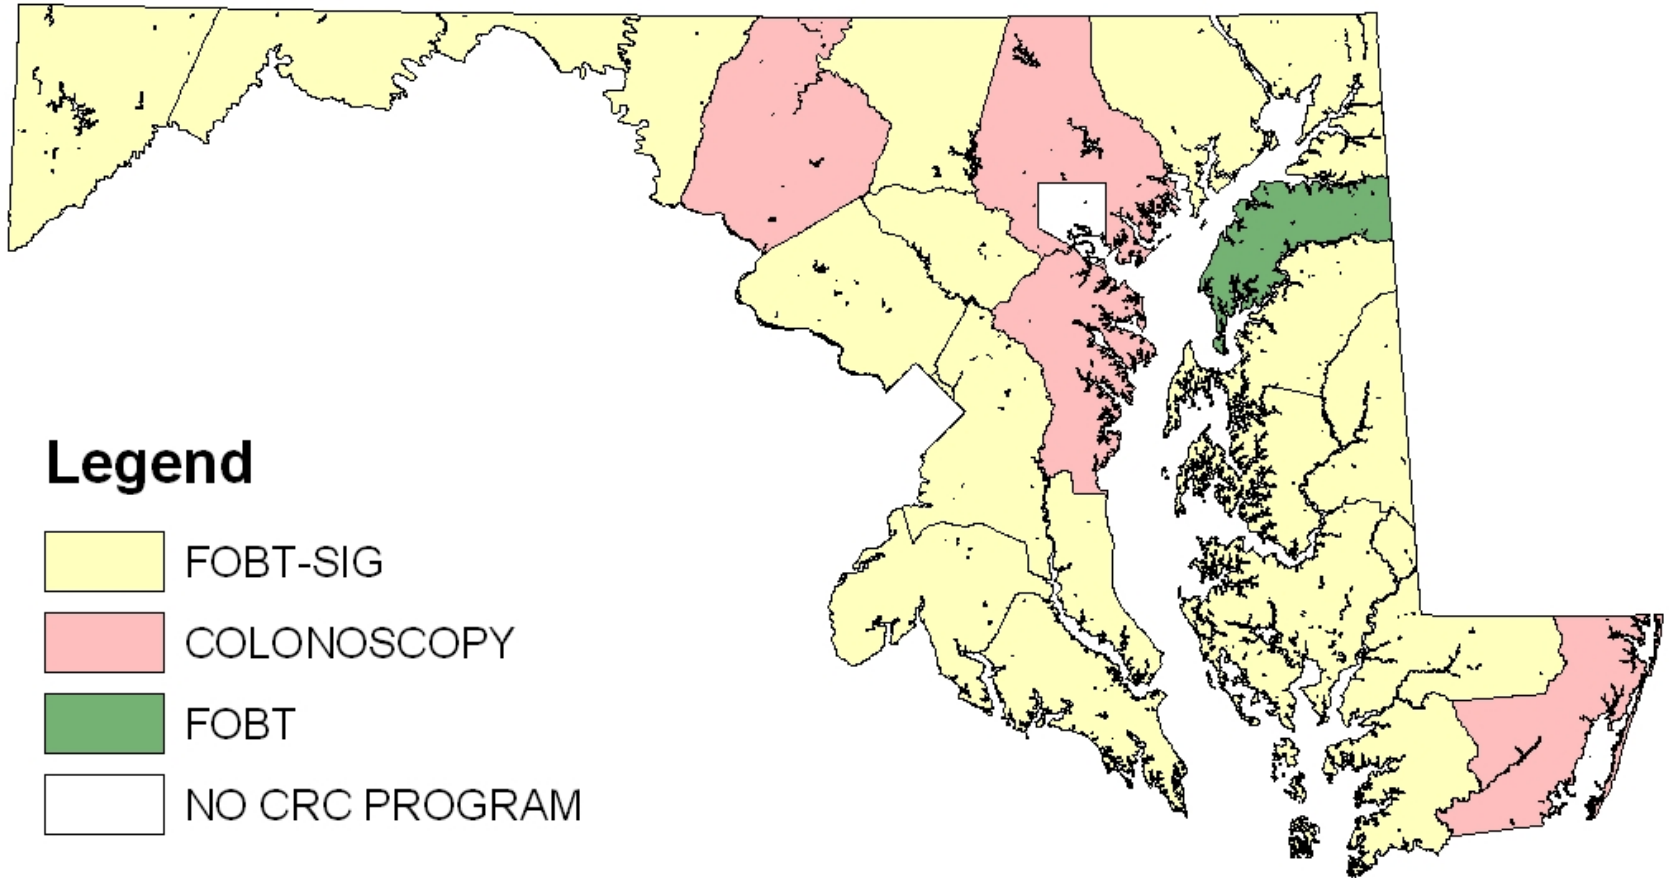 Legend
FOBT-SIG
COLONOSCOPY
FOBT
NO CRC PROGRAM